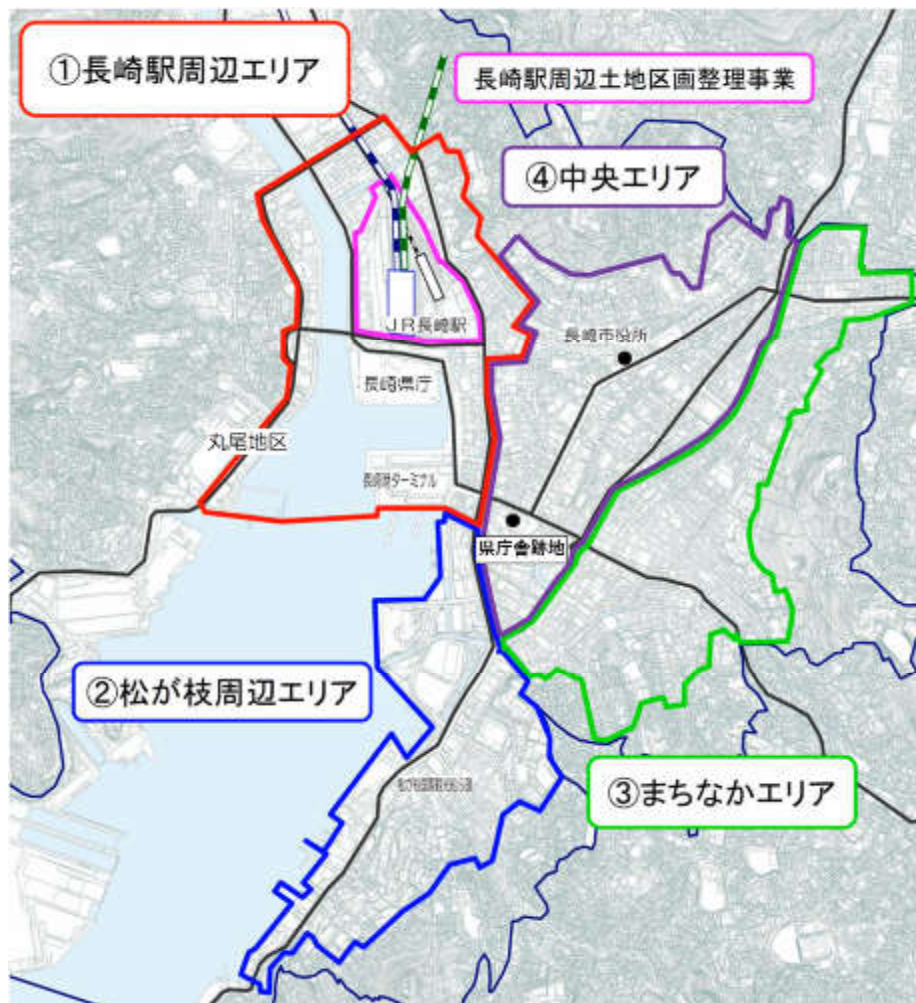 ①長崎駅周辺エリア
長崎駅周辺土地区画整理事業
④中央エリア
JR長崎駅
長崎市役所
長崎県庁
丸尾地区
長崎港ターミナル
県庁舎跡地
②松が枝周辺エリア
③まちなかエリア